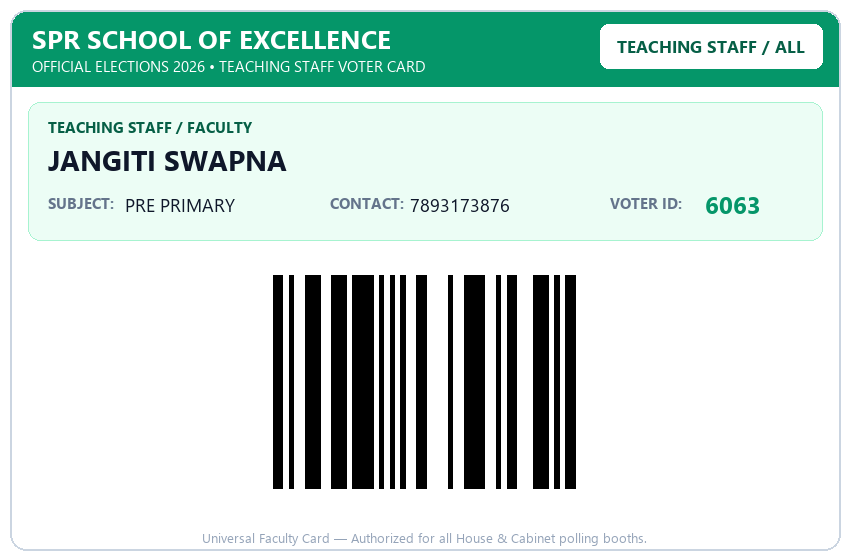 SPR SCHOOL OF EXCELLENCE
OFFICIAL ELECTIONS 2026 • TEACHING STAFF VOTER CARD
TEACHING STAFF / ALL
TEACHING STAFF / FACULTY
JANGITI SWAPNA
SUBJECT: PRE PRIMARY CONTACT: 7893173876 VOTER ID: 6063
Universal Faculty Card — Authorized for all House & Cabinet polling booths.